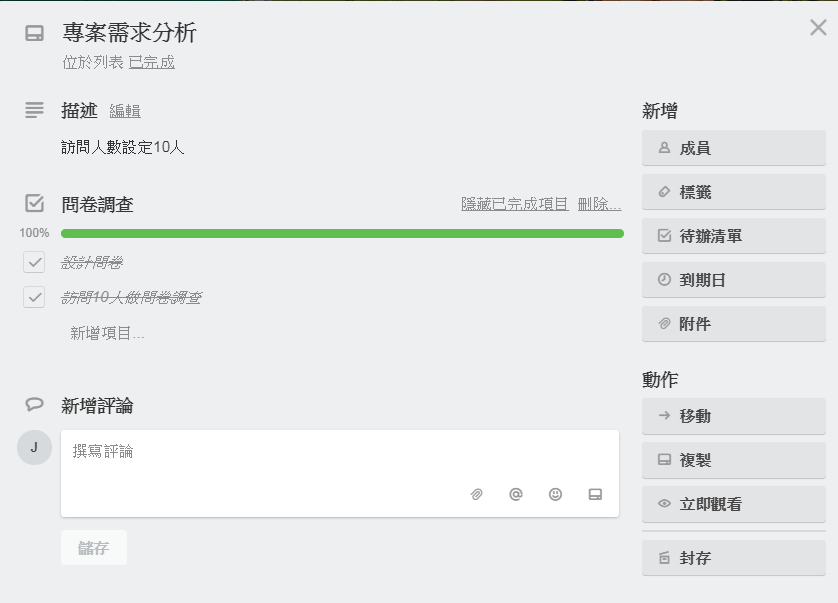 專案需求分析
位於列表 已完成
描述 編輯
訪問人數設定10人
問卷調查 隱藏已完成項目 刪除...
100%
設計問卷
訪問10人做問卷調查
新增項目...
新增評論
J
撰寫評論
儲存
新增
成員
標籤
待辦清單
到期日
附件
動作
移動
複製
立即觀看
封存